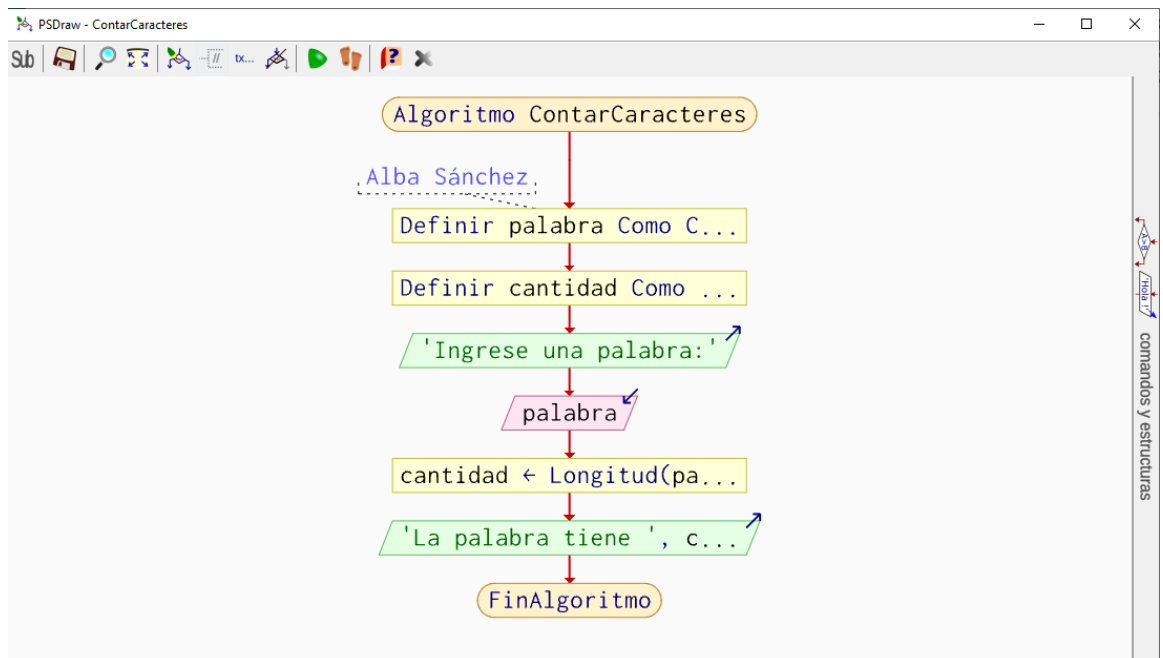 PSDraw - ContarCaracteres
Sub
//
tx...
?
Algoritmo ContarCaracteres
Alba Sánchez
Definir palabra Como C...
Definir cantidad Como ...
'Ingrese una palabra:'
palabra
cantidad ← Longitud(pa...
'La palabra tiene ', c...
FinAlgoritmo
A>B
'Hola !'
comandos y estructuras